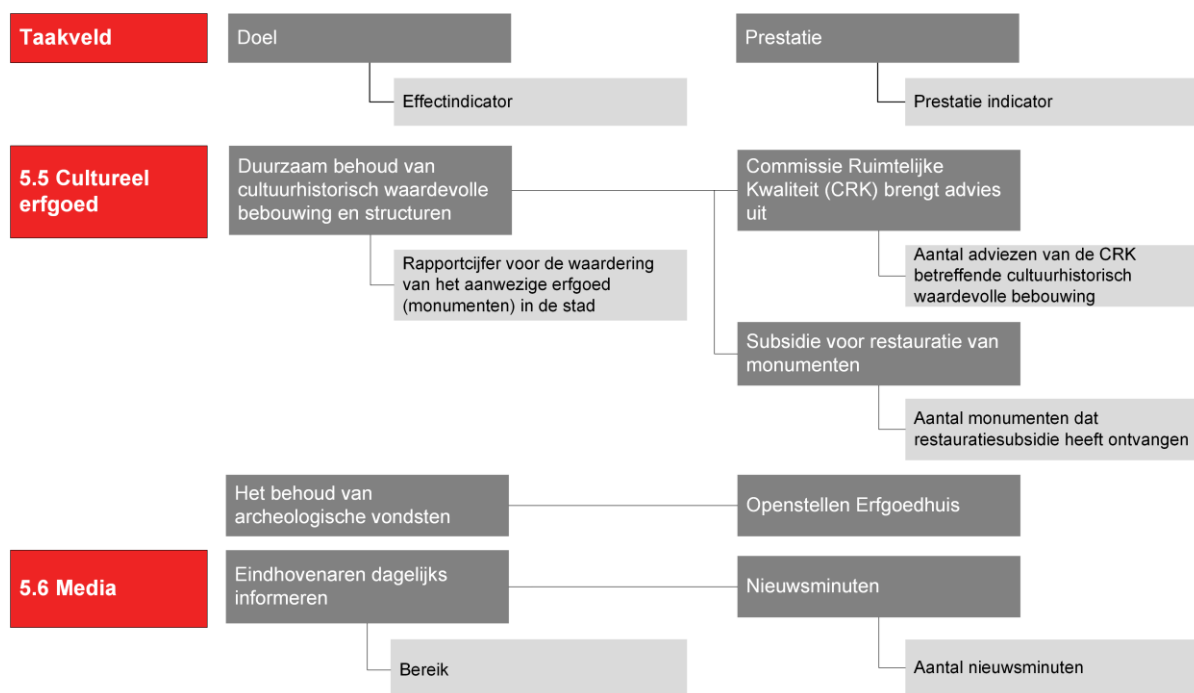 Taakveld
Doel
Prestatie
Effectindicator
Prestatie indicator
5.5 Cultureel
erfgoed
Duurzaam behoud van
cultuurhistorisch waardevolle
bebouwing en structuren
Commissie Ruimtelijke
Kwaliteit (CRK) brengt advies
uit
Rapportcijfer voor de waardering
van het aanwezige erfgoed
(monumenten) in de stad
Aantal adviezen van de CRK
betreffende cultuurhistorisch
waardevolle bebouwing
Subsidie voor restauratie van
monumenten
Aantal monumenten dat
restauratiesubsidie heeft ontvangen
Het behoud van
archeologische vondsten
Openstellen Erfgoedhuis
5.6 Media
Eindhovenaren dagelijks
informeren
Nieuwsminuten
Bereik
Aantal nieuwsminuten